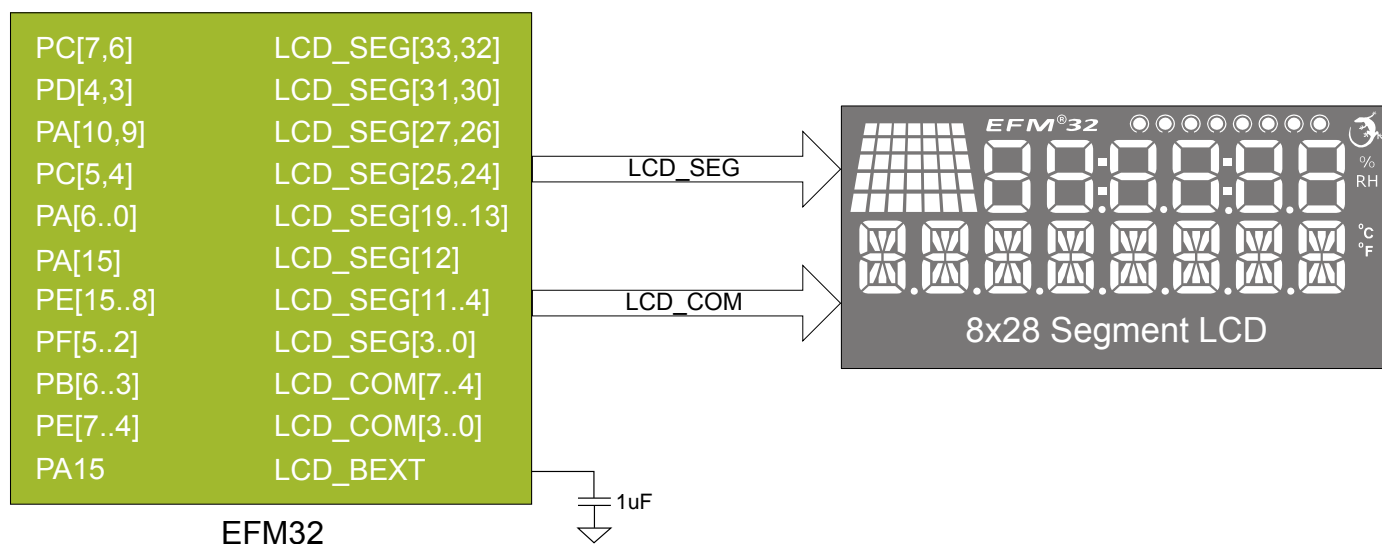 PC[7,6] LCD_SEG[33,32]
PD[4,3] LCD_SEG[31,30]
PA[10,9] LCD_SEG[27,26]
PC[5,4] LCD_SEG[25,24]
PA[6..0] LCD_SEG[19..13]
PA[15] LCD_SEG[12]
PE[15..8] LCD_SEG[11..4]
PF[5..2] LCD_SEG[3..0]
PB[6..3] LCD_COM[7..4]
PE[7..4] LCD_COM[3..0]
PA15 LCD_BEXT
EFM32
1uF
LCD_SEG
LCD_COM
EFM®32
%
RH
°C
°F
8x28 Segment LCD